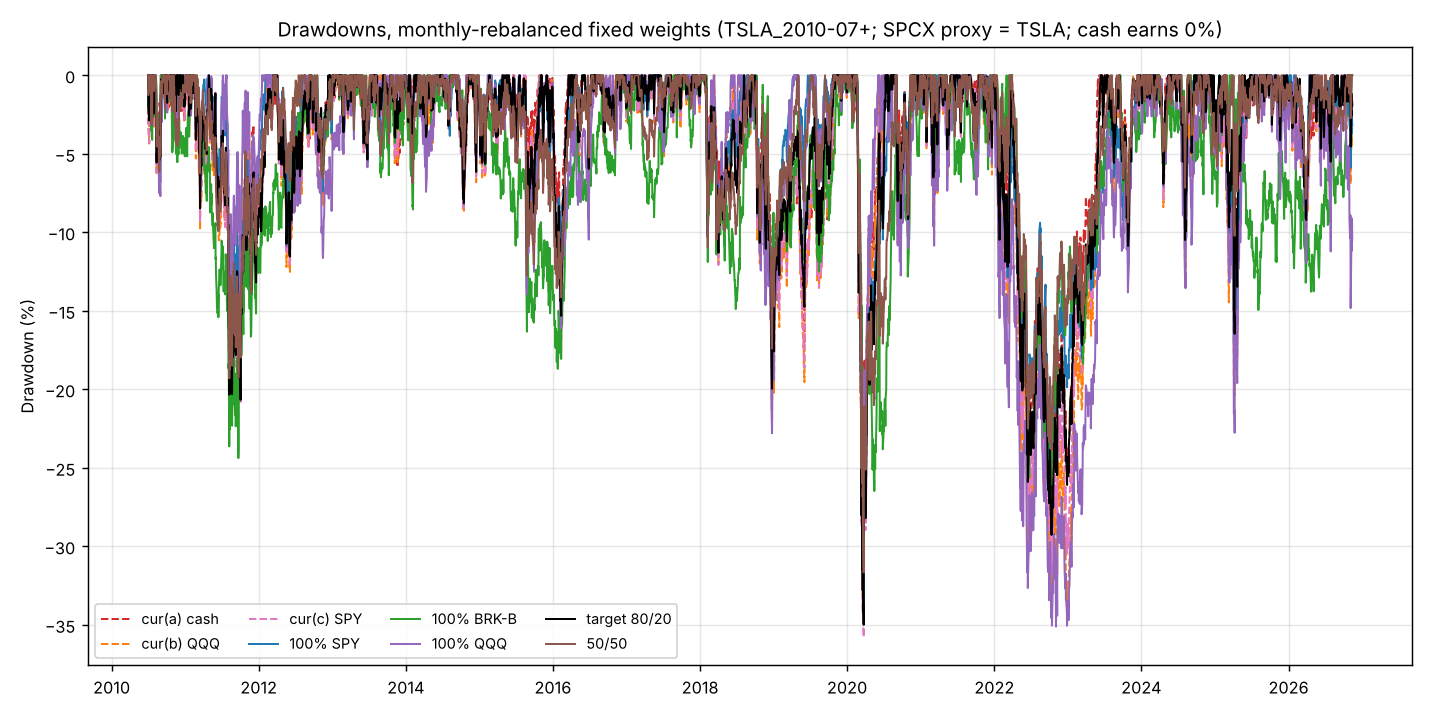 Drawdowns, monthly-rebalanced fixed weights (TSLA_2010-07+; SPCX proxy = TSLA; cash earns 0%)
Drawdown (%)
0
−5
−10
−15
−20
−25
−30
−35
cur(a) cash
cur(b) QQQ
cur(c) SPY
100% SPY
100% BRK-B
100% QQQ
target 80/20
50/50
2010
2012
2014
2016
2018
2020
2022
2024
2026